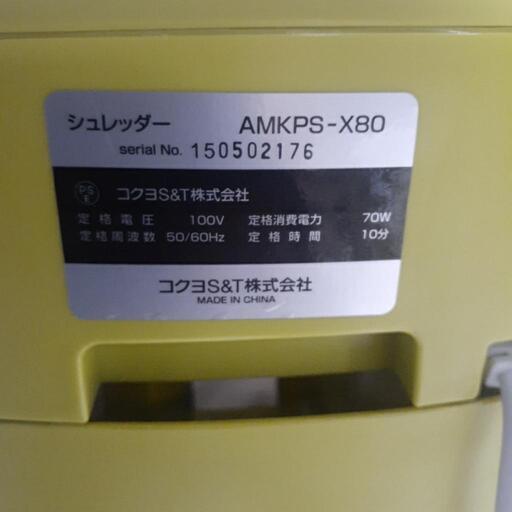 シュレッダー AMKPS-X80
serial No. 150502176
PS E コクヨS&T株式会社
定格電圧 100V 定格消費電力 70W
定格周波数 50/60Hz 定格時間 10分
コクヨS&T株式会社
MADE IN CHINA